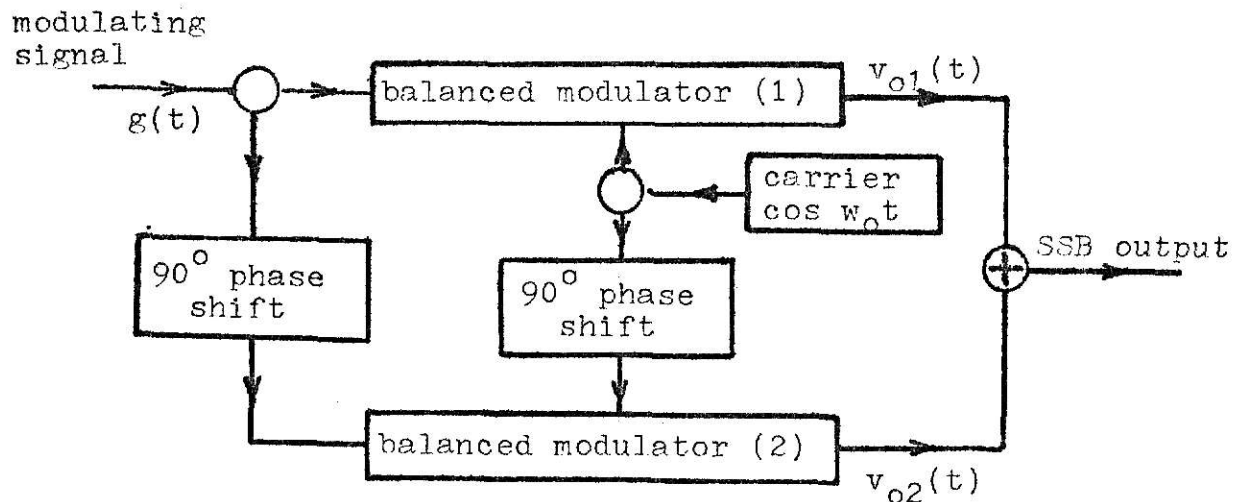 modulating
signal
g(t)
balanced modulator (1)
v_o1(t)
carrier
cos w_o t
90° phase
shift
90° phase
shift
SSB output
balanced modulator (2)
v_o2(t)